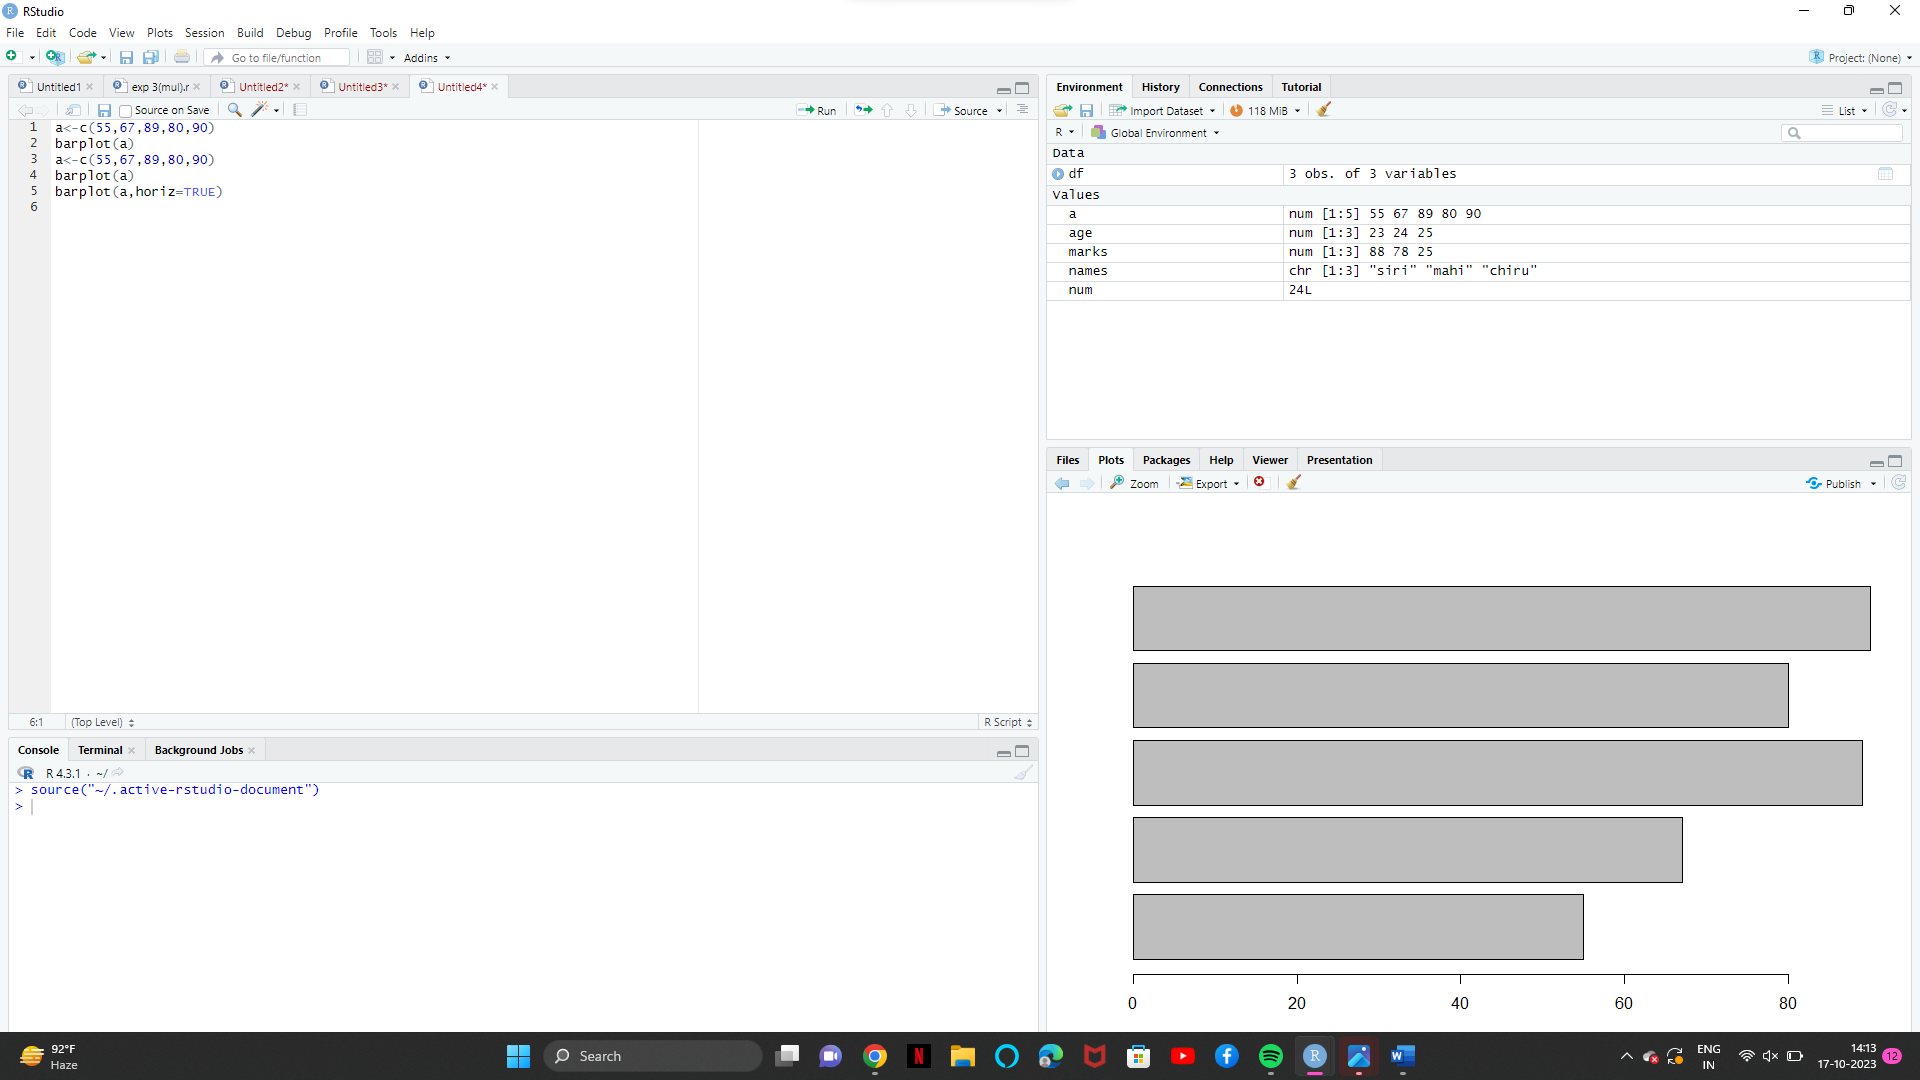 RStudio
File Edit Code View Plots Session Build Debug Profile Tools Help
Go to file/function Addins Project: (None)
Untitled1 exp 3(mul).r Untitled2* Untitled3* Untitled4*
Source on Save Run Source
1 a<-c(55,67,89,80,90)
2 barplot(a)
3 a<-c(55,67,89,80,90)
4 barplot(a)
5 barplot(a,horiz=TRUE)
6
6:1 (Top Level) R Script
Console Terminal Background Jobs
R 4.3.1 · ~/
> source("~/.active-rstudio-document")
>
Environment History Connections Tutorial
Import Dataset 118 MiB List
R Global Environment
Data
df 3 obs. of 3 variables
Values
a num [1:5] 55 67 89 80 90
age num [1:3] 23 24 25
marks num [1:3] 88 78 25
names chr [1:3] "siri" "mahi" "chiru"
num 24L
Files Plots Packages Help Viewer Presentation
Zoom Export Publish
0 20 40 60 80
92°F
Haze
Search
ENG
IN
14:13
17-10-2023
12